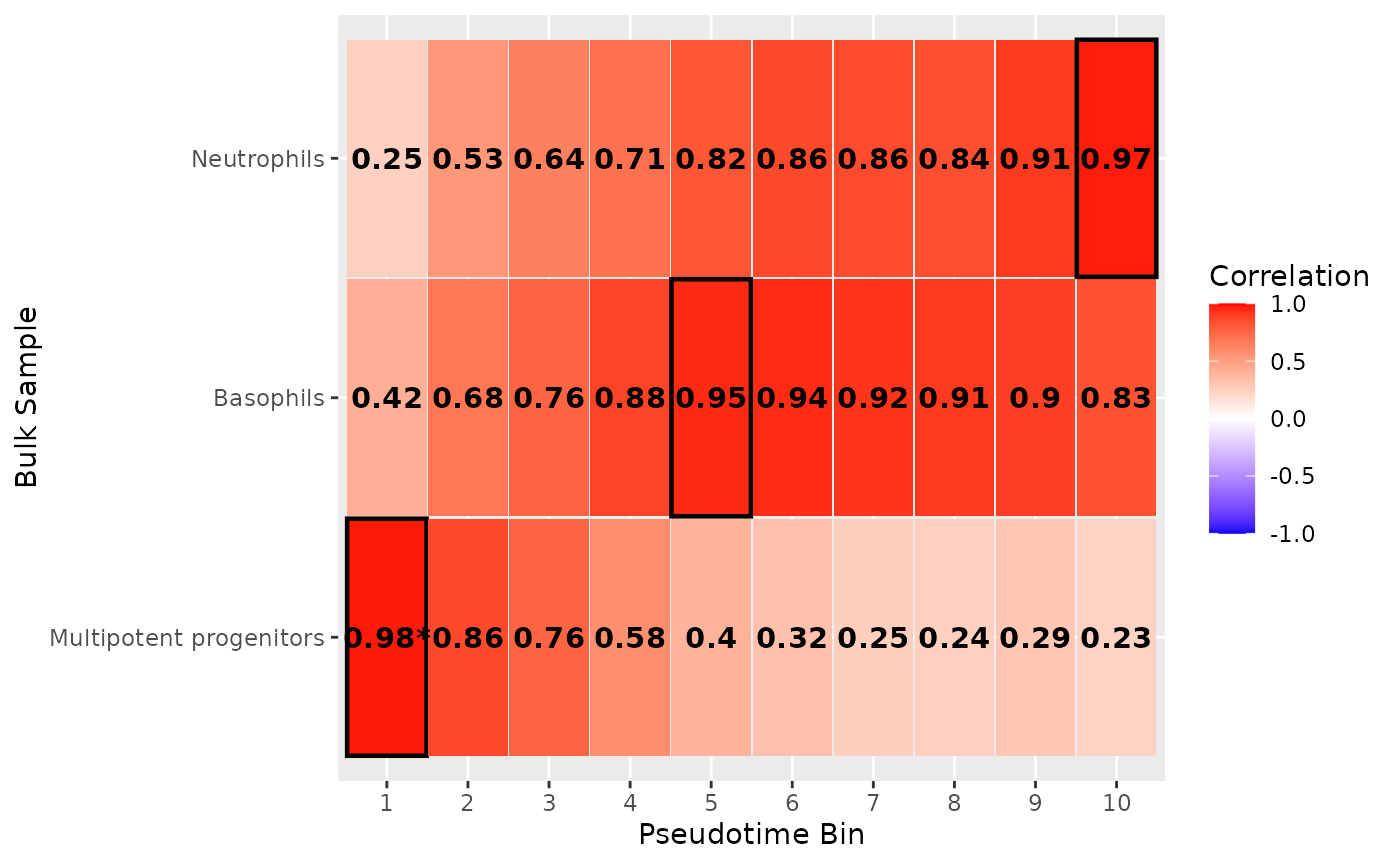 Neutrophils
0.25 0.53 0.64 0.71 0.82 0.86 0.86 0.84 0.91 0.97
Basophils
0.42 0.68 0.76 0.88 0.95 0.94 0.92 0.91 0.9 0.83
Multipotent progenitors
0.98* 0.86 0.76 0.58 0.4 0.32 0.25 0.24 0.29 0.23
Bulk Sample
1 2 3 4 5 6 7 8 9 10
Pseudotime Bin
Correlation
1.0
0.5
0.0
-0.5
-1.0